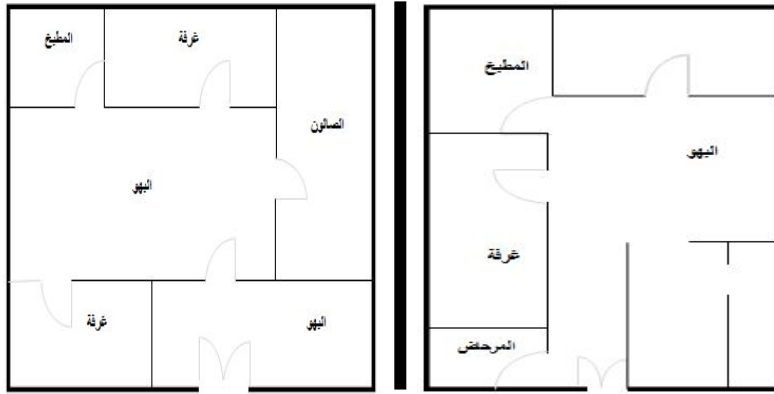 المطبخ
البهو
غرفة
المرحاض
غرفة
المطبخ
الصالون
البهو
البهو
غرفة